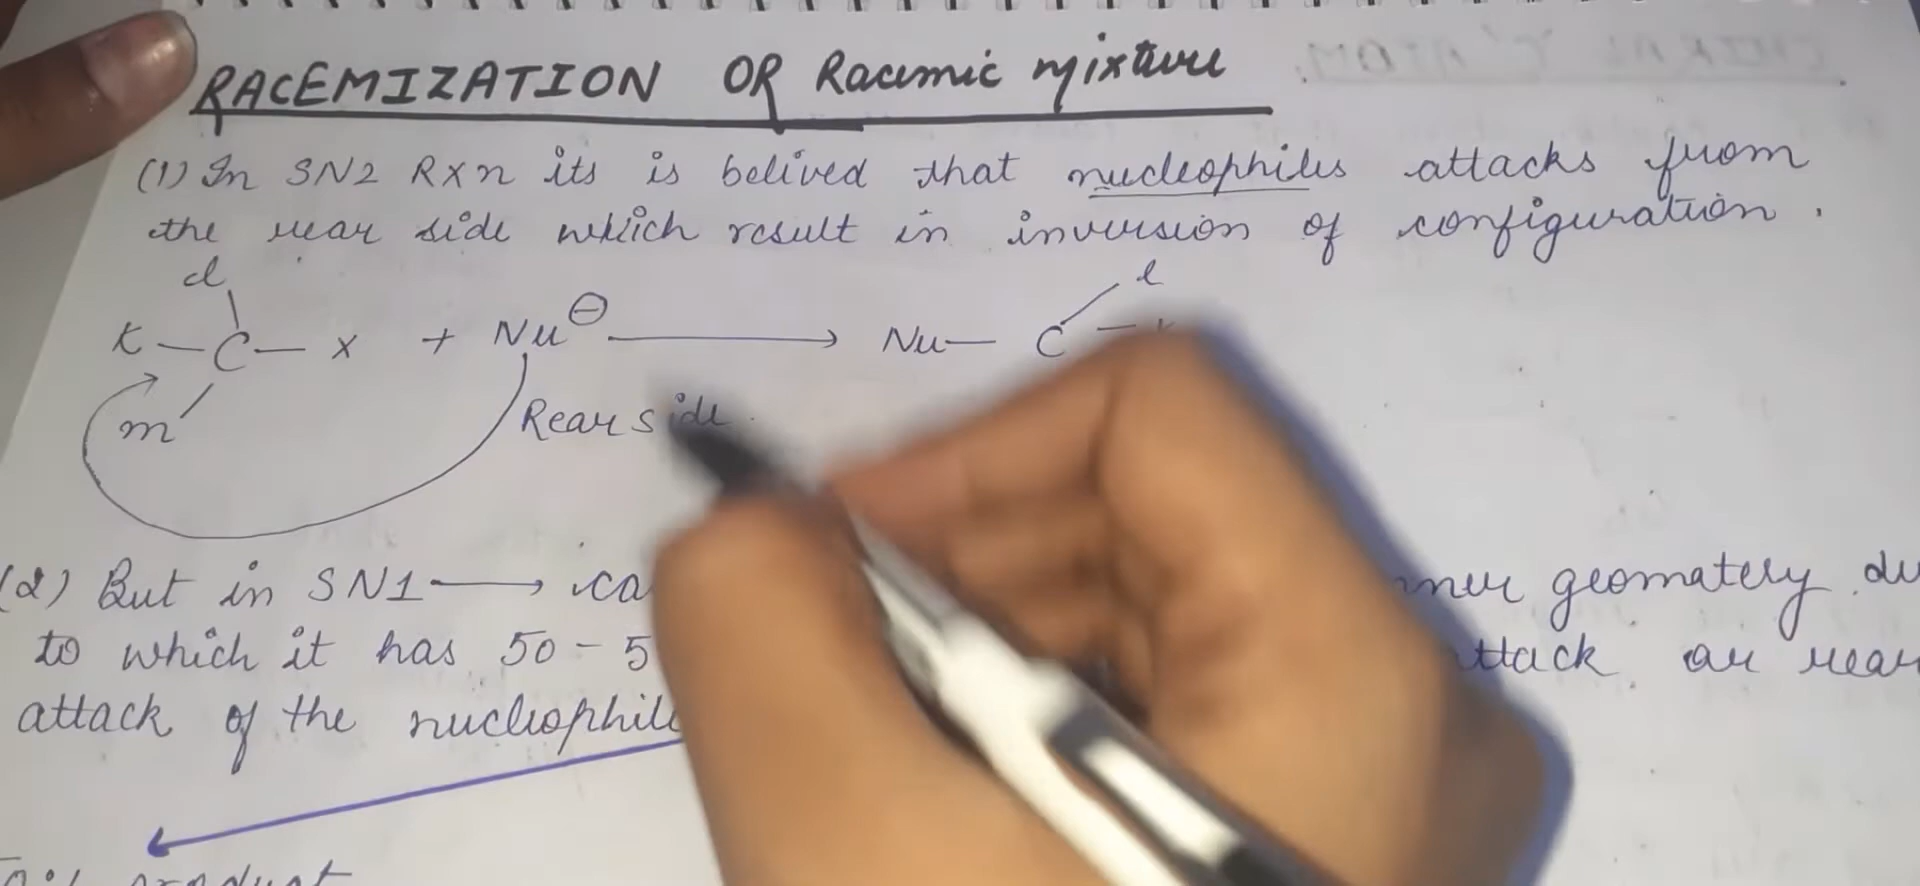 RACEMIZATION OR Racemic mixture
(1) In SN2 Rxn its is belived that nucleophiles attacks from
the rear side which result in inversion of configuration.
d
l
t — C — x + Nu⊖ → Nu — C —
m
Rear side
(2) But in SN1 → geomatery
to which it has 50 - 5 attack rear
attack of the nucleophile
product